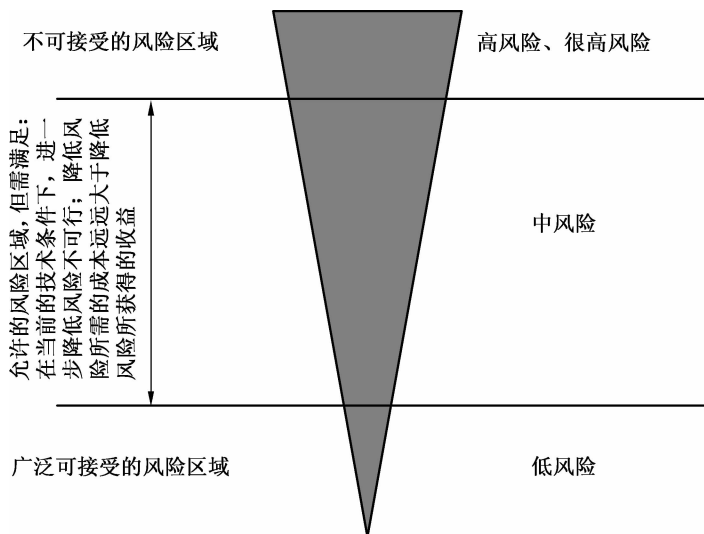 不可接受的风险区域
高风险、很高风险
允许的风险区域,但需满足:
在当前的技术条件下,进一
步降低风险不可行;降低风
险所需的成本远远大于降低
风险所获得的收益
中风险
广泛可接受的风险区域
低风险